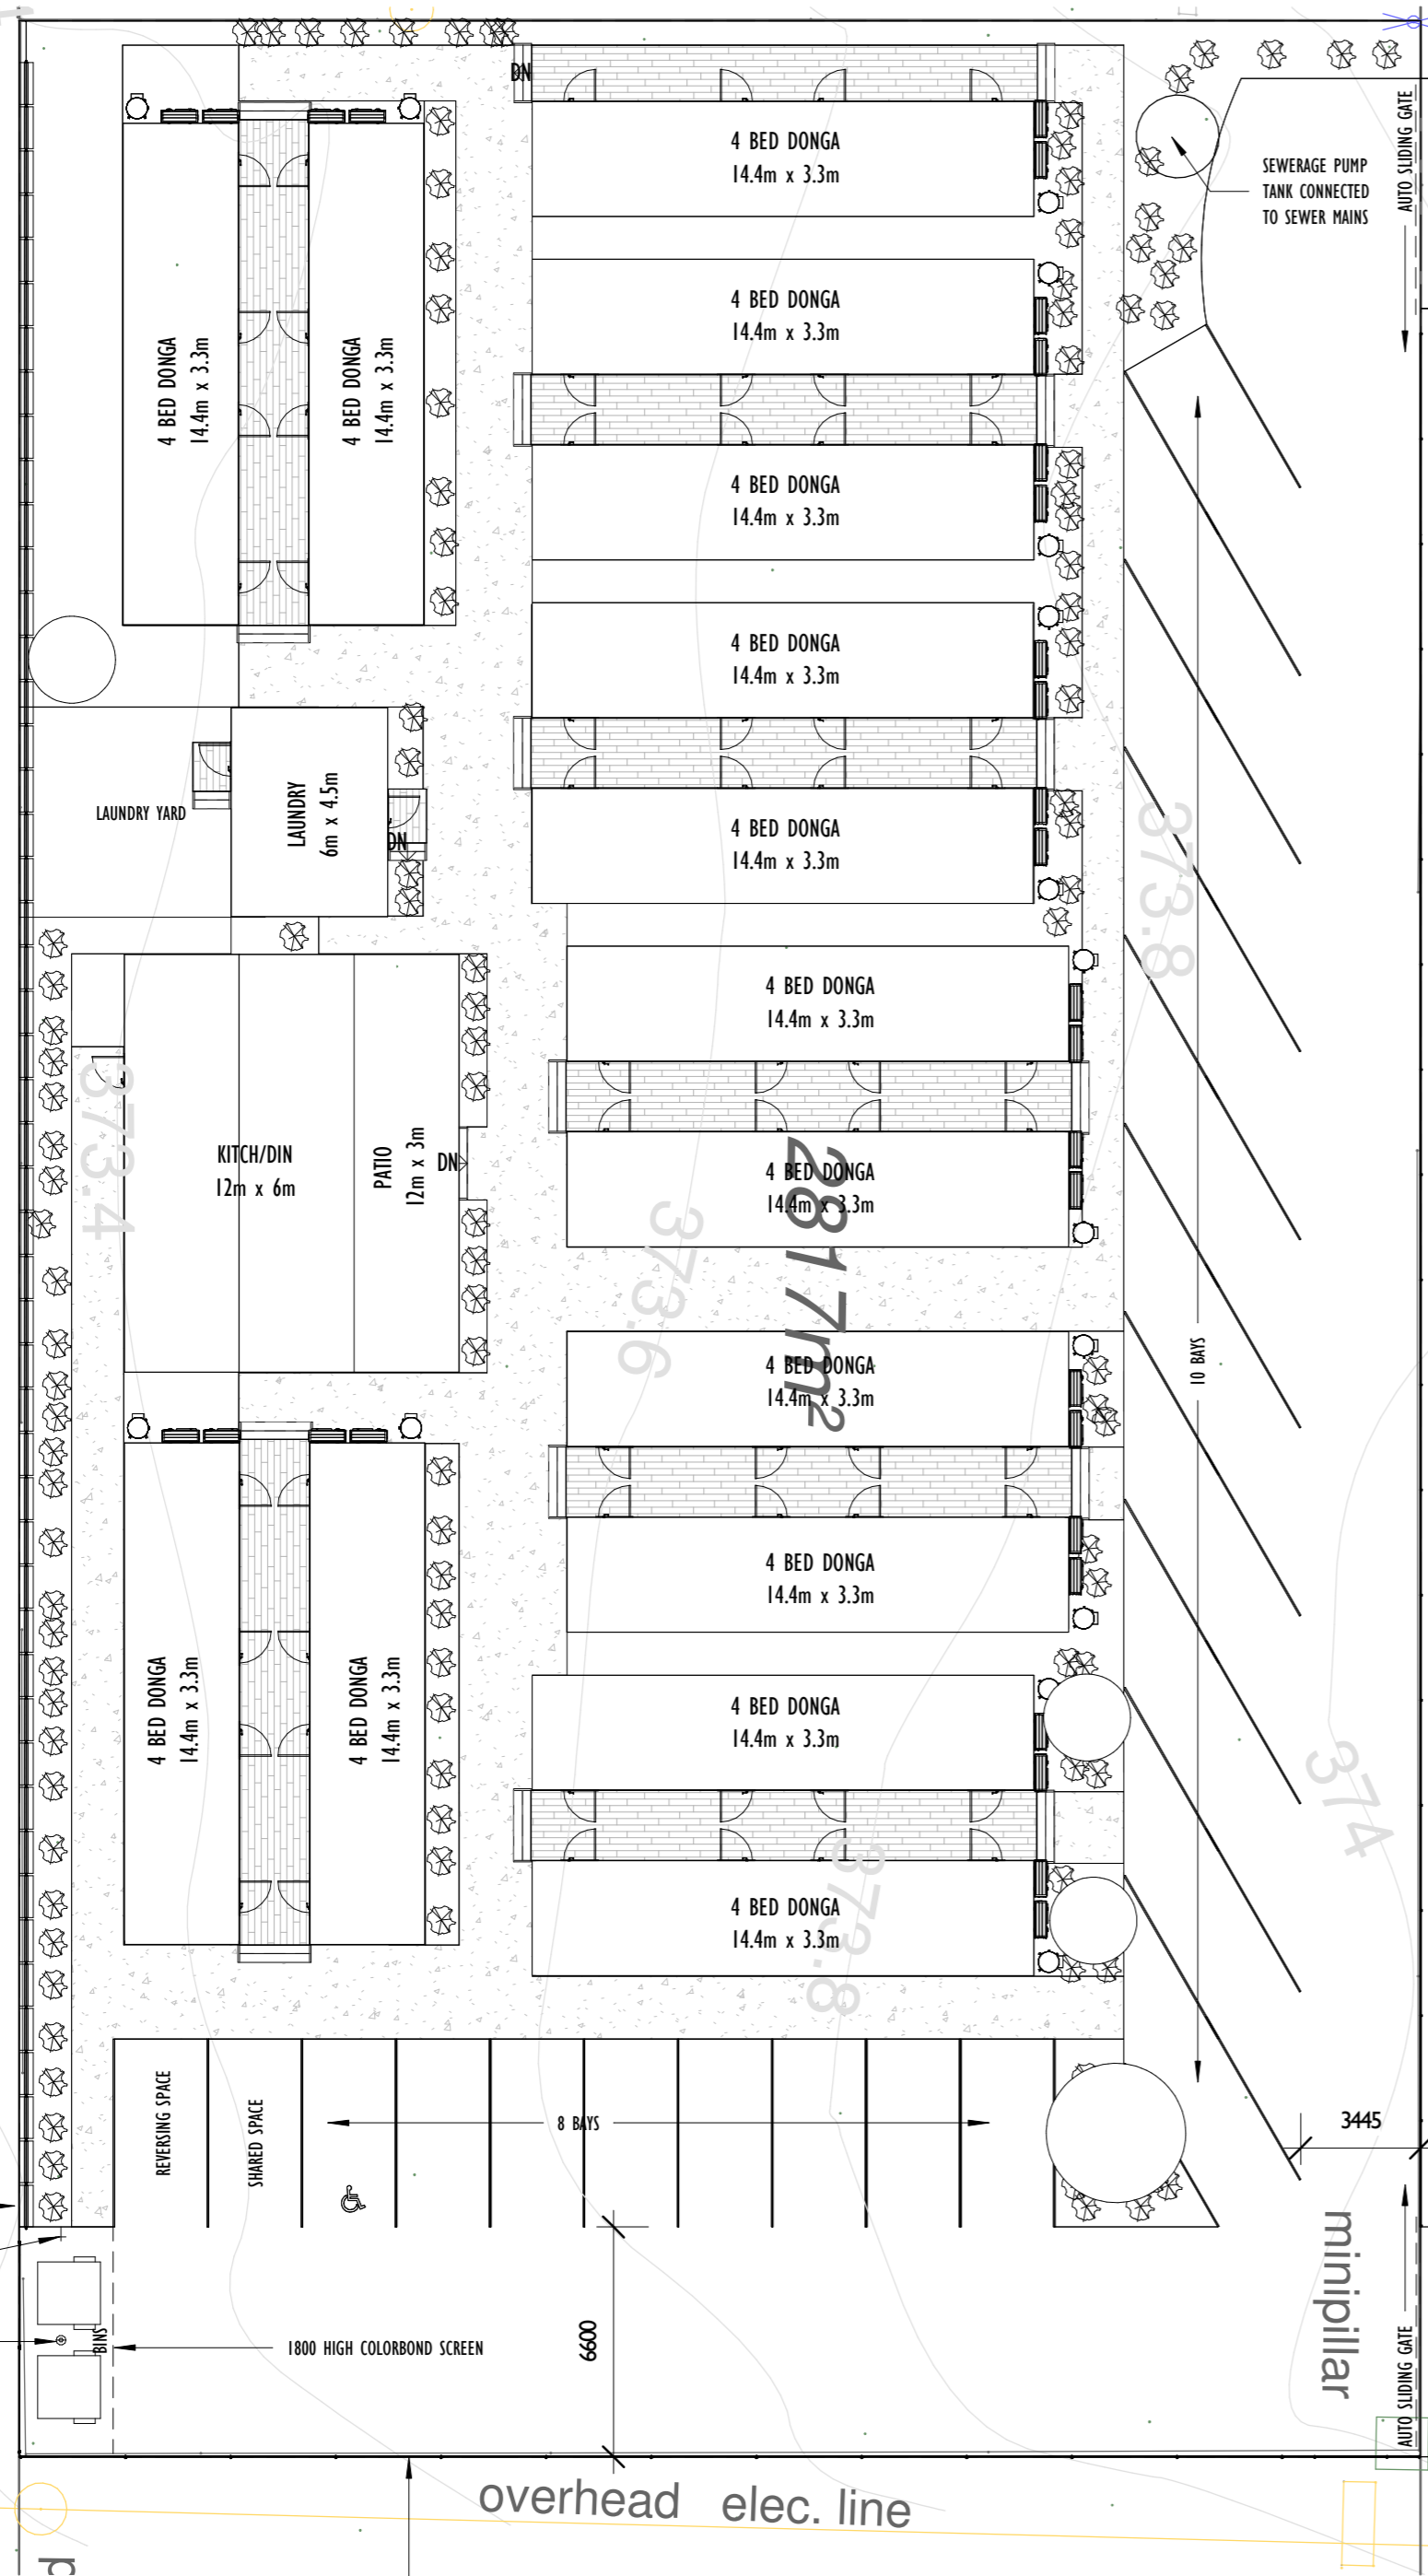 DN
4 BED DONGA
14.4m x 3.3m
SEWERAGE PUMP
TANK CONNECTED
TO SEWER MAINS
AUTO SLIDING GATE
4 BED DONGA
14.4m x 3.3m
4 BED DONGA
14.4m x 3.3m
4 BED DONGA
14.4m x 3.3m
4 BED DONGA
14.4m x 3.3m
4 BED DONGA
14.4m x 3.3m
LAUNDRY YARD
LAUNDRY
6m x 4.5m
DN
4 BED DONGA
14.4m x 3.3m
373.8
4 BED DONGA
14.4m x 3.3m
373.4
KITCH/DIN
12m x 6m
PATIO
12m x 3m
DN
4 BED DONGA
14.4m x 3.3m
2817m2
373.6
4 BED DONGA
14.4m x 3.3m
10 BAYS
4 BED DONGA
14.4m x 3.3m
4 BED DONGA
14.4m x 3.3m
4 BED DONGA
14.4m x 3.3m
4 BED DONGA
14.4m x 3.3m
374
4 BED DONGA
14.4m x 3.3m
373.8
REVERSING SPACE
SHARED SPACE
8 BAYS
3445
minipillar
BINS
1800 HIGH COLORBOND SCREEN
6600
AUTO SLIDING GATE
overhead elec. line